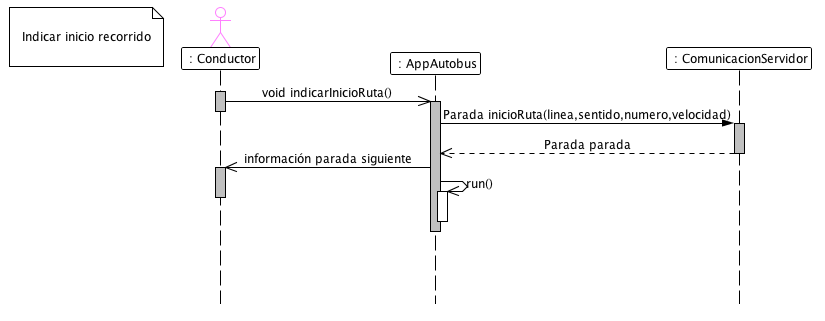 Indicar inicio recorrido
: Conductor
: AppAutobus
: ComunicacionServidor
void indicarInicioRuta()
Parada inicioRuta(linea,sentido,numero,velocidad)
Parada parada
información parada siguiente
run()